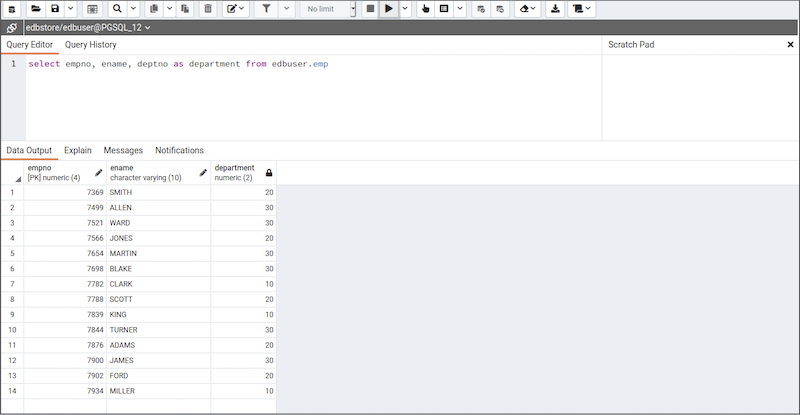 No limit
edbstore/edbuser@PGSQL_12
Query Editor Query History Scratch Pad
1 select empno, ename, deptno as department from edbuser.emp
Data Output Explain Messages Notifications
empno ename department
[PK] numeric (4) character varying (10) numeric (2)
1 7369 SMITH 20
2 7499 ALLEN 30
3 7521 WARD 30
4 7566 JONES 20
5 7654 MARTIN 30
6 7698 BLAKE 30
7 7782 CLARK 10
8 7788 SCOTT 20
9 7839 KING 10
10 7844 TURNER 30
11 7876 ADAMS 20
12 7900 JAMES 30
13 7902 FORD 20
14 7934 MILLER 10